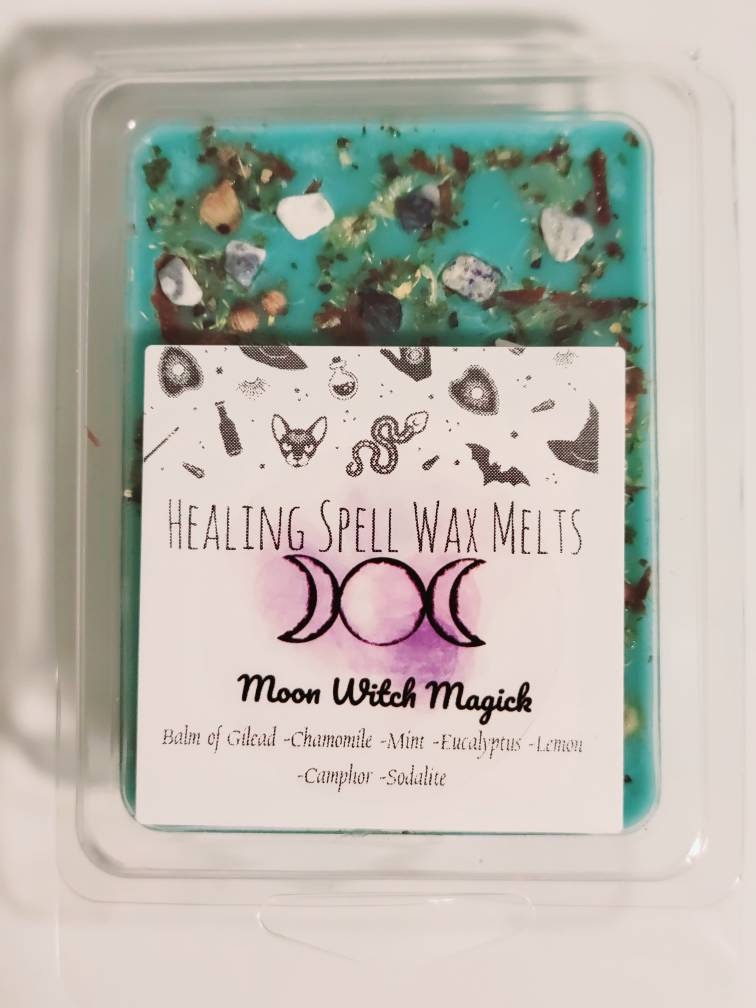 Healing Spell Wax Melts
Moon Witch Magick
Balm of Gilead -Chamomile -Mint -Eucalyptus -Lemon
-Camphor -Sodalite